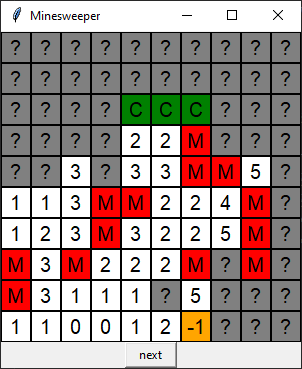 Minesweeper
? ? ? ? ? ? ? ? ? ?
? ? ? ? ? ? ? ? ? ?
? ? ? ? C C C ? ? ?
? ? ? ? 2 2 M ? ? ?
? ? 3 ? 3 3 M M 5 ?
1 1 3 M M 2 2 4 M ?
1 2 3 M 3 2 2 5 M ?
M 3 M 2 2 2 M ? M ?
M 3 1 1 1 ? 5 ? ? ?
1 1 0 0 1 2 -1 ? ? ?
next